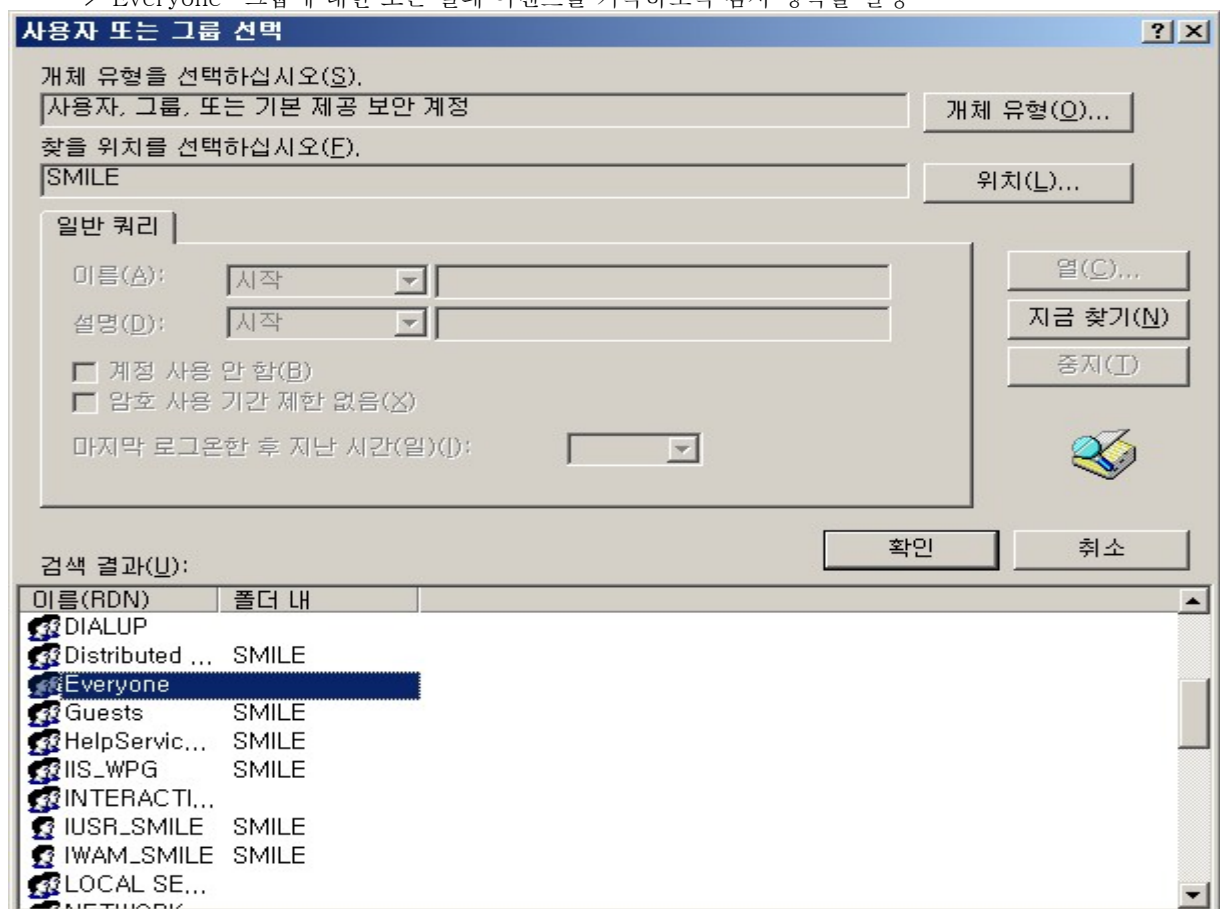 사용자 또는 그룹 선택
개체 유형을 선택하십시오(S).
사용자, 그룹, 또는 기본 제공 보안 계정
개체 유형(O)...
찾을 위치를 선택하십시오(F).
SMILE
위치(L)...
일반 쿼리
이름(A):
시작
설명(D):
시작
계정 사용 안 함(B)
암호 사용 기간 제한 없음(X)
마지막 로그온한 후 지난 시간(일)(I):
열(C)...
지금 찾기(N)
중지(T)
확인
취소
검색 결과(U):
이름(RDN) 폴더 내
DIALUP
Distributed ... SMILE
Everyone
Guests SMILE
HelpServic... SMILE
IIS_WPG SMILE
INTERACTI...
IUSR_SMILE SMILE
IWAM_SMILE SMILE
LOCAL SE...